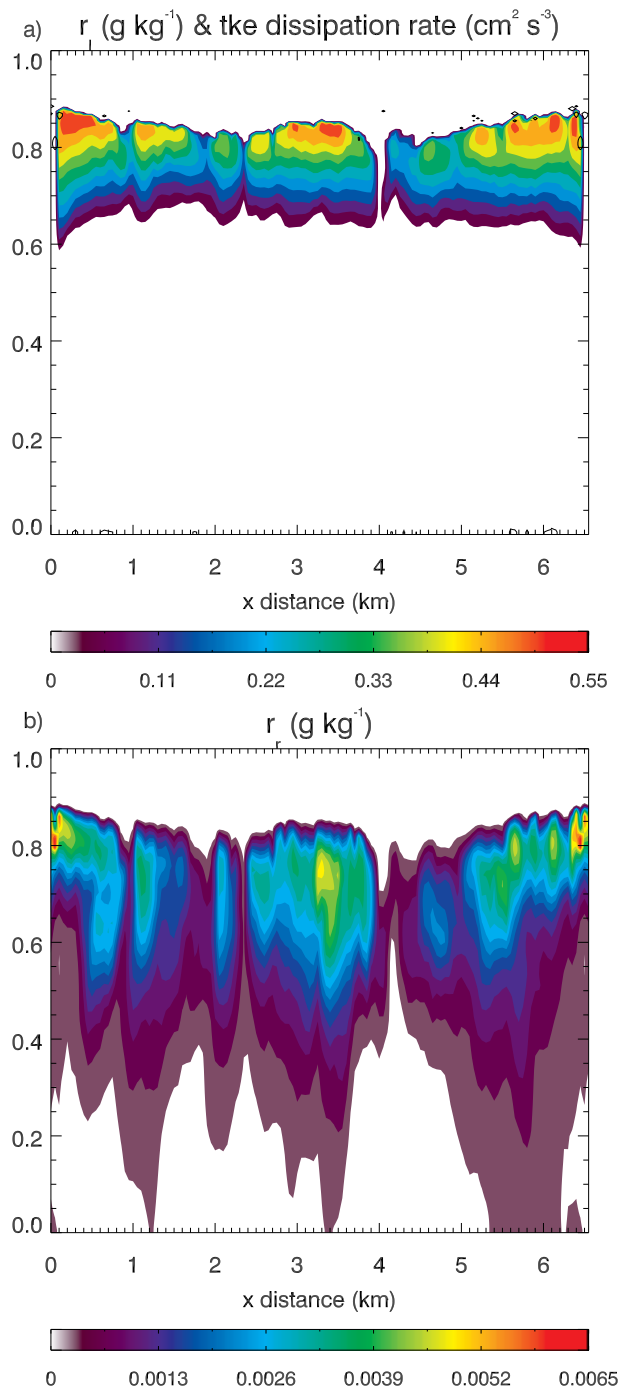 a) r_l (g kg⁻¹) & tke dissipation rate (cm² s⁻³)
1.0
0.8
0.6
0.4
0.2
0.0
0 1 2 3 4 5 6
x distance (km)
0 0.11 0.22 0.33 0.44 0.55
b) r_r (g kg⁻¹)
1.0
0.8
0.6
0.4
0.2
0.0
0 1 2 3 4 5 6
x distance (km)
0 0.0013 0.0026 0.0039 0.0052 0.0065